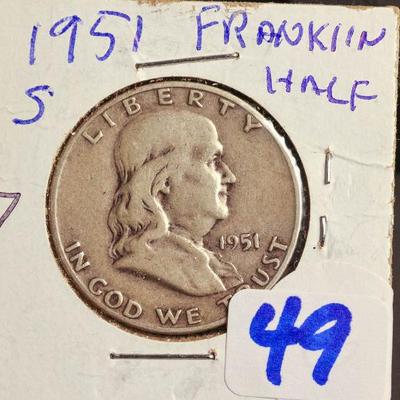 1951 FRANKIIN
S HALF
LIBERTY
1951
IN GOD WE TRUST
49